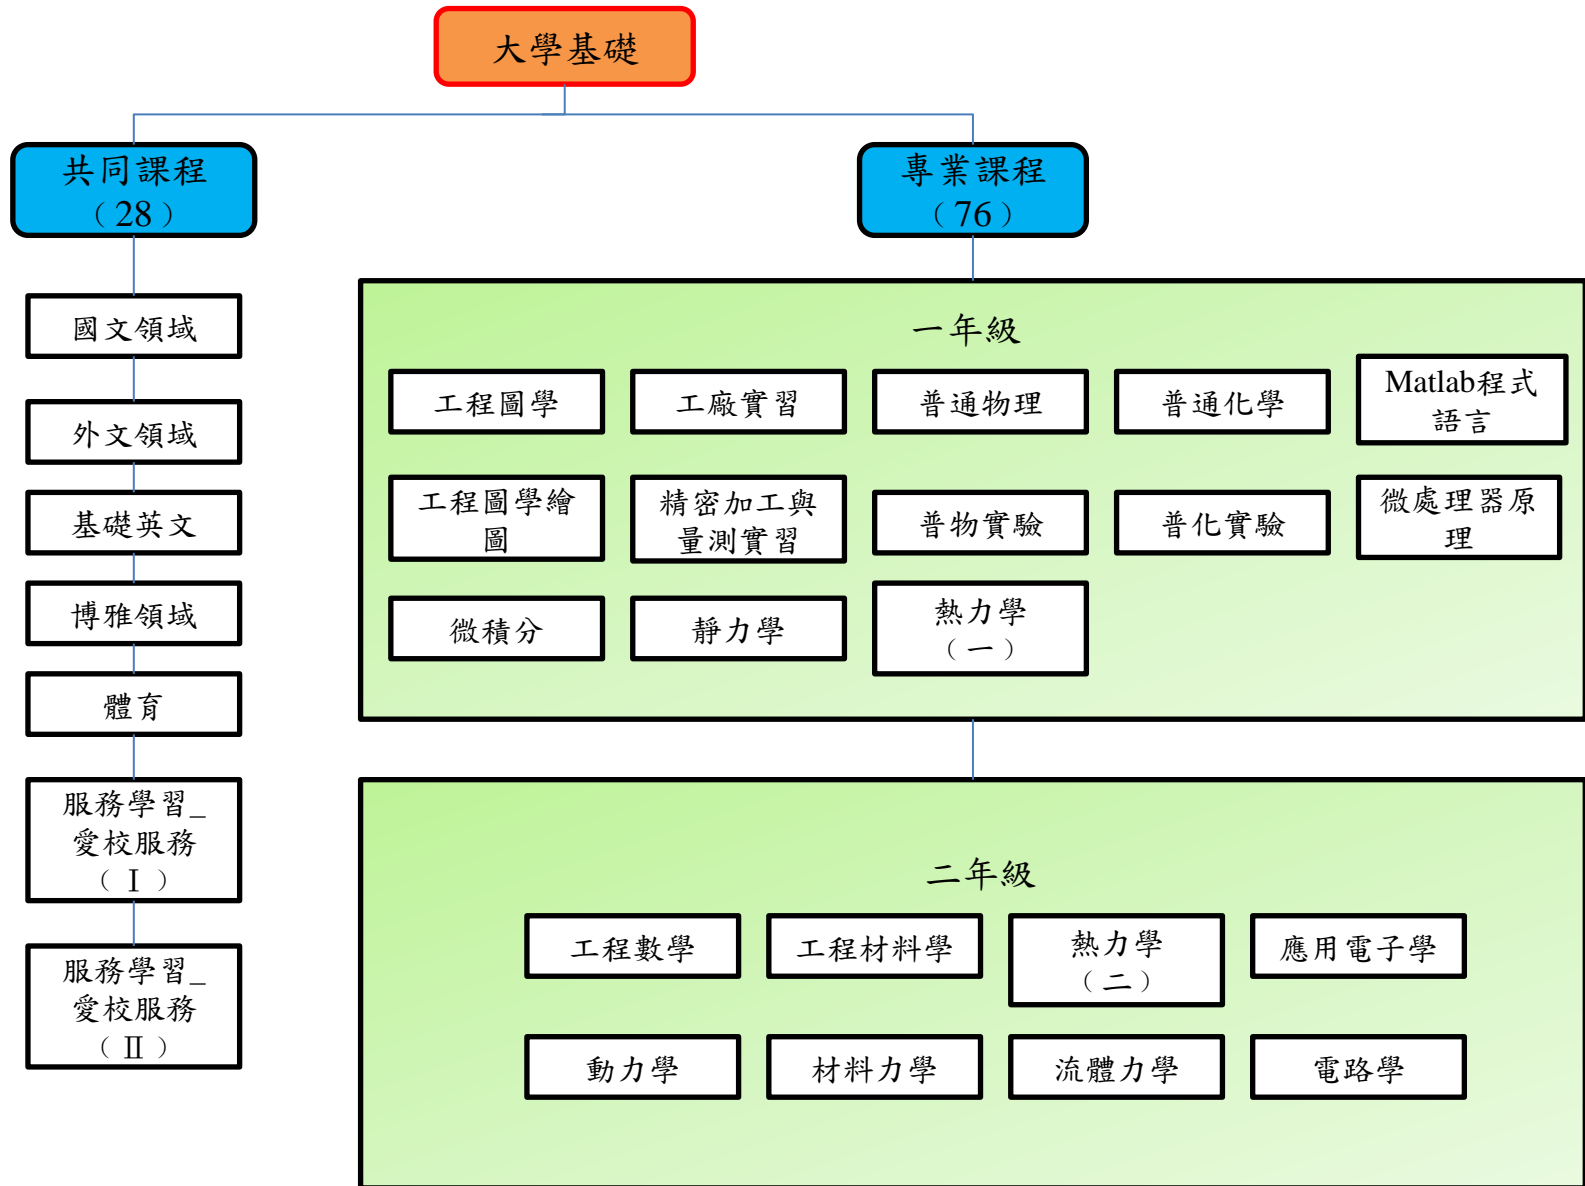 大學基礎
共同課程
（28）
專業課程
（76）
國文領域
外文領域
基礎英文
博雅領域
體育
服務學習_
愛校服務
（Ⅰ）
服務學習_
愛校服務
（Ⅱ）
一年級
工程圖學
工廠實習
普通物理
普通化學
Matlab程式
語言
工程圖學繪
圖
精密加工與
量測實習
普物實驗
普化實驗
微處理器原
理
微積分
靜力學
熱力學
（一）
二年級
工程數學
工程材料學
熱力學
（二）
應用電子學
動力學
材料力學
流體力學
電路學